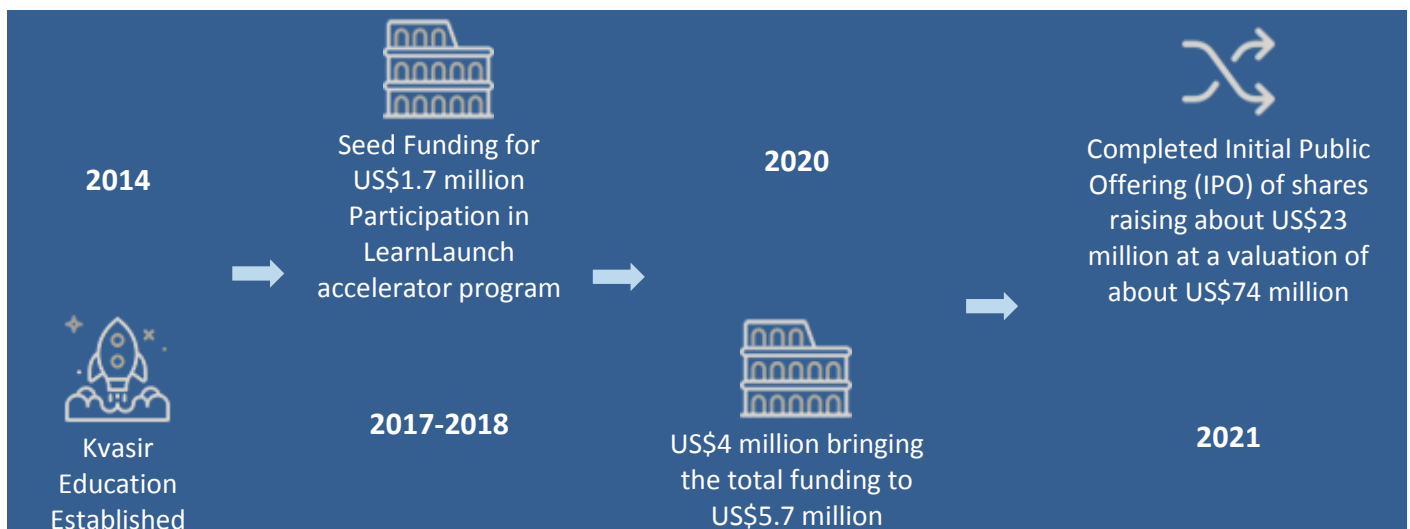 2014
Kvasir
Education
Established
Seed Funding for
US$1.7 million
Participation in
LearnLaunch
accelerator program
2017-2018
2020
US$4 million bringing
the total funding to
US$5.7 million
Completed Initial Public
Offering (IPO) of shares
raising about US$23
million at a valuation of
about US$74 million
2021